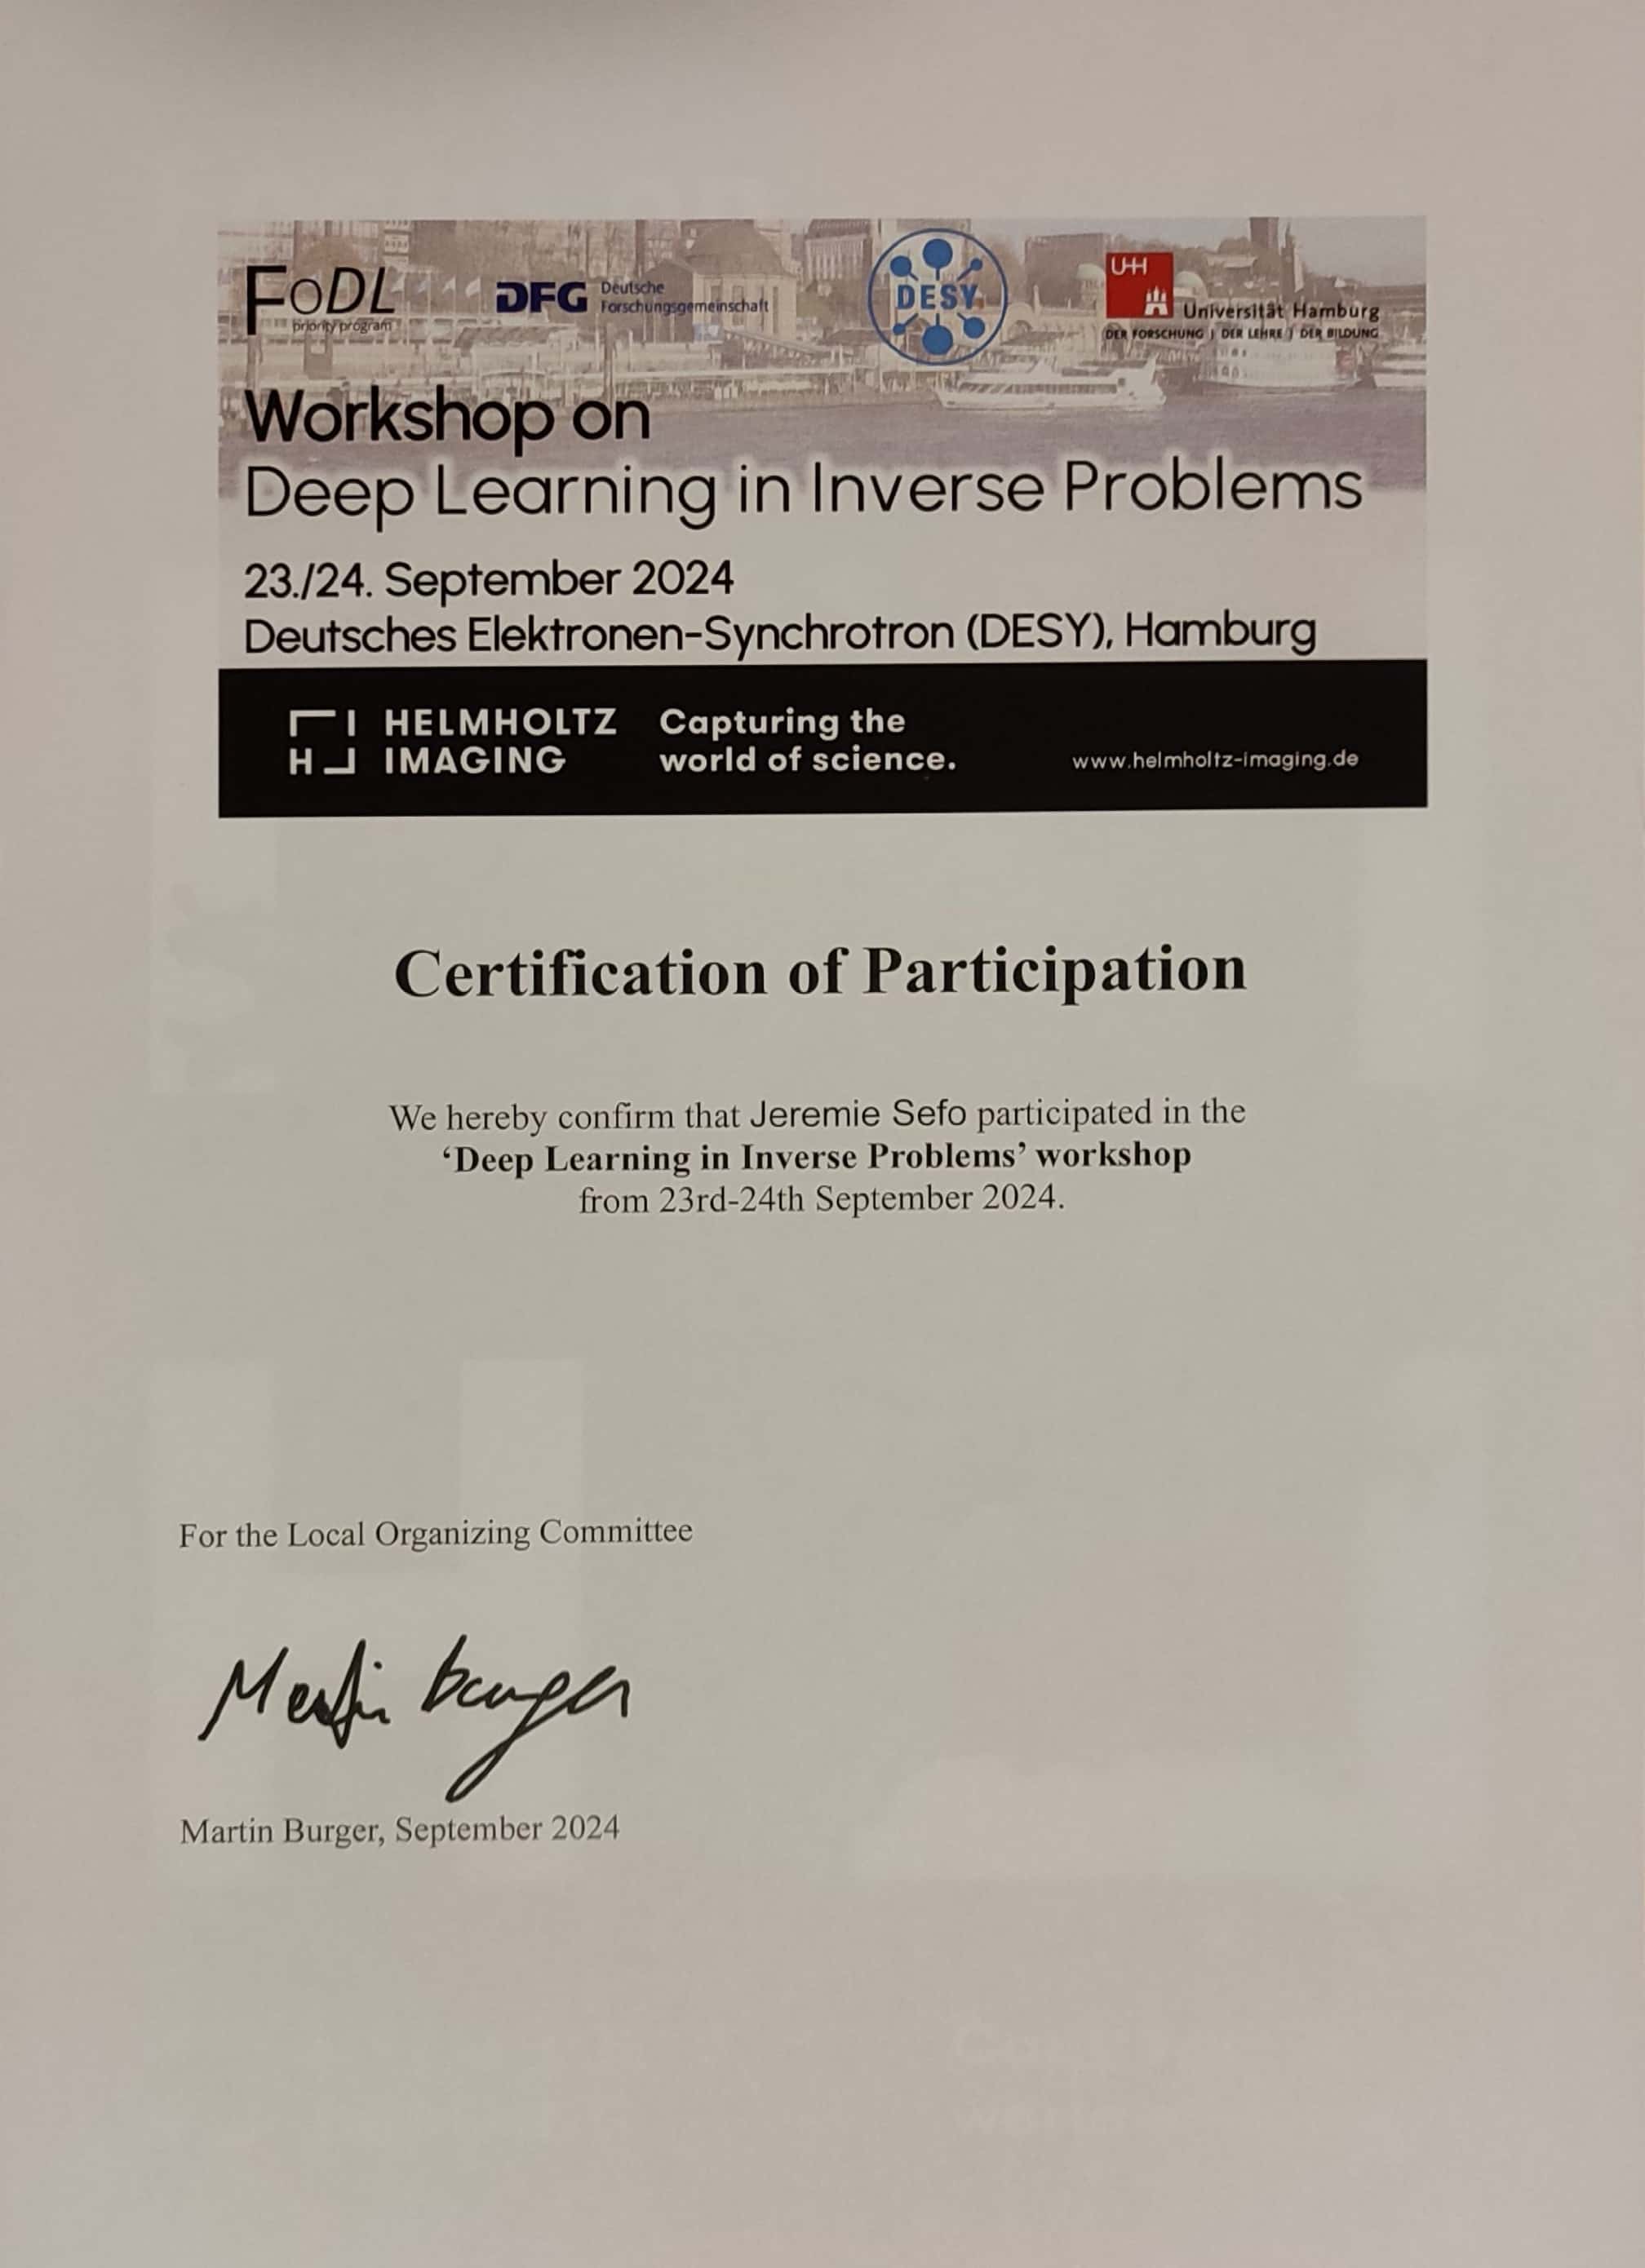 FoDL
priority program
DFG Deutsche
Forschungsgemeinschaft
DESY.
UH
Universität Hamburg
DER FORSCHUNG | DER LEHRE | DER BILDUNG
Workshop on
Deep Learning in Inverse Problems
23./24. September 2024
Deutsches Elektronen-Synchrotron (DESY), Hamburg
H
HELMHOLTZ
IMAGING
Capturing the
world of science.
www.helmholtz-imaging.de
Certification of Participation
We hereby confirm that Jeremie Sefo participated in the
‘Deep Learning in Inverse Problems’ workshop
from 23rd-24th September 2024.
For the Local Organizing Committee
Martin Burger
Martin Burger, September 2024